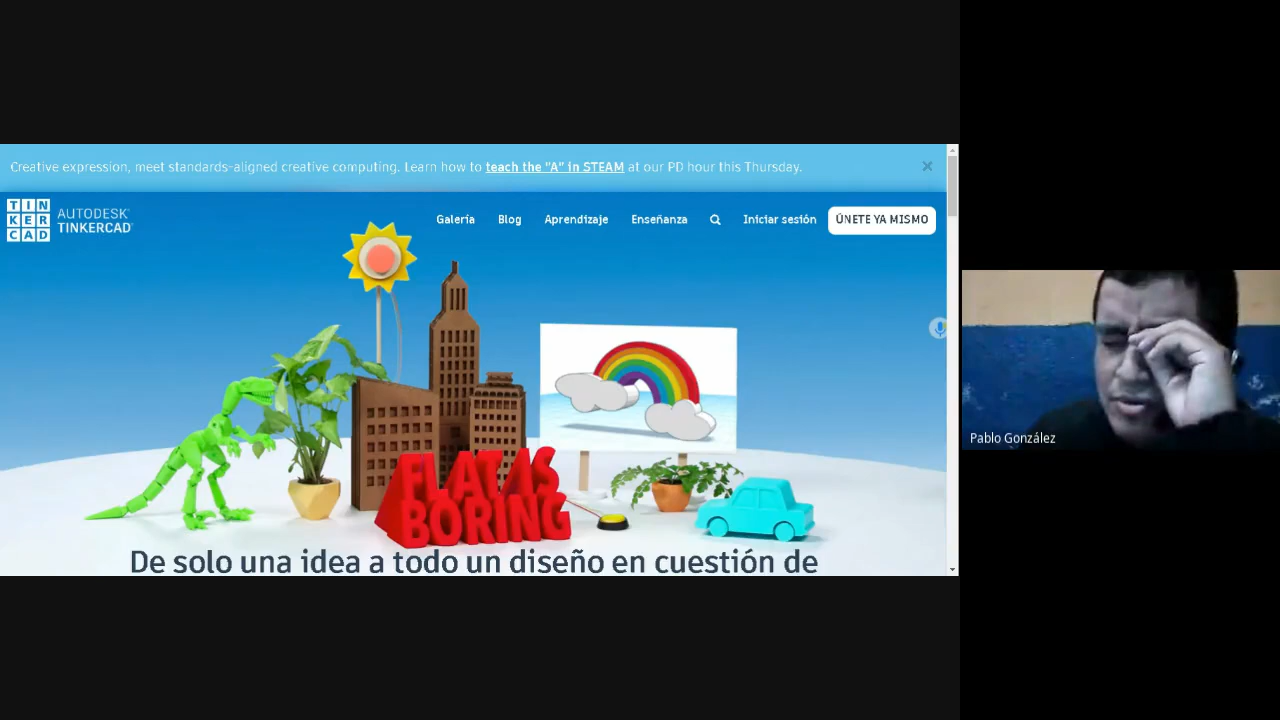 Creative expression, meet standards-aligned creative computing. Learn how to teach the "A" in STEAM at our PD hour this Thursday.
TIN
KER
CAD
AUTODESK®
TINKERCAD®
Galería Blog Aprendizaje Enseñanza Iniciar sesión ÚNETE YA MISMO
FLAT IS
BORING
De solo una idea a todo un diseño en cuestión de
Pablo González